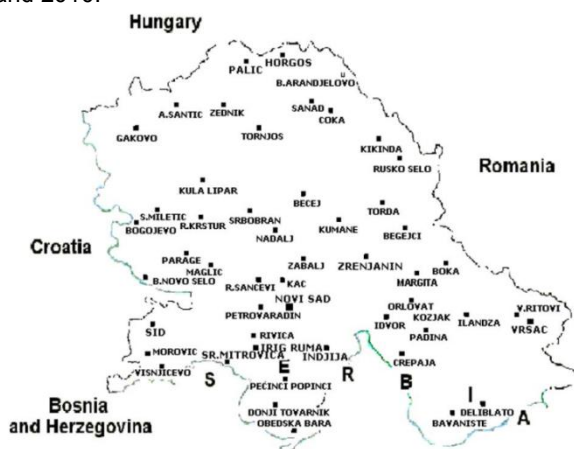 and 2010.
Hungary
PALIC
HORGOS
B.ARANDJELOVO
A.SANTIC
ZEDNIK
SANAD
COKA
GAKOVO
TORNJOS
KIKINDA
RUSKO SELO
Romania
KULA LIPAR
BECEJ
S.MILETIC
R.KRSTUR
SRBOBRAN
TORDA
BOGOJEVO
NADALJ
KUMANE
BEGEJCI
Croatia
PARAGE
MAGLIC
ZABALJ
ZRENJANIN
BOKA
B.NOVO SELO
R.SANCEVI
KAC
MARGITA
NOVI SAD
ORLOVAT
PETROVARADIN
IDVOR
KOZJAK
ILANDZA
V.RITOVI
VRSAC
SID
PADINA
RIVICA
MOROVIC
IRIG RUMA
INDJIJA
SR.MITROVICA
CREPAJA
VISNJICEVO
S E R B I A
PEĆINCI POPINCI
Bosnia
and Herzegovina
DONJI TOVARNIK
OBEDSKA BARA
DELIBLATO
BAVANISTE